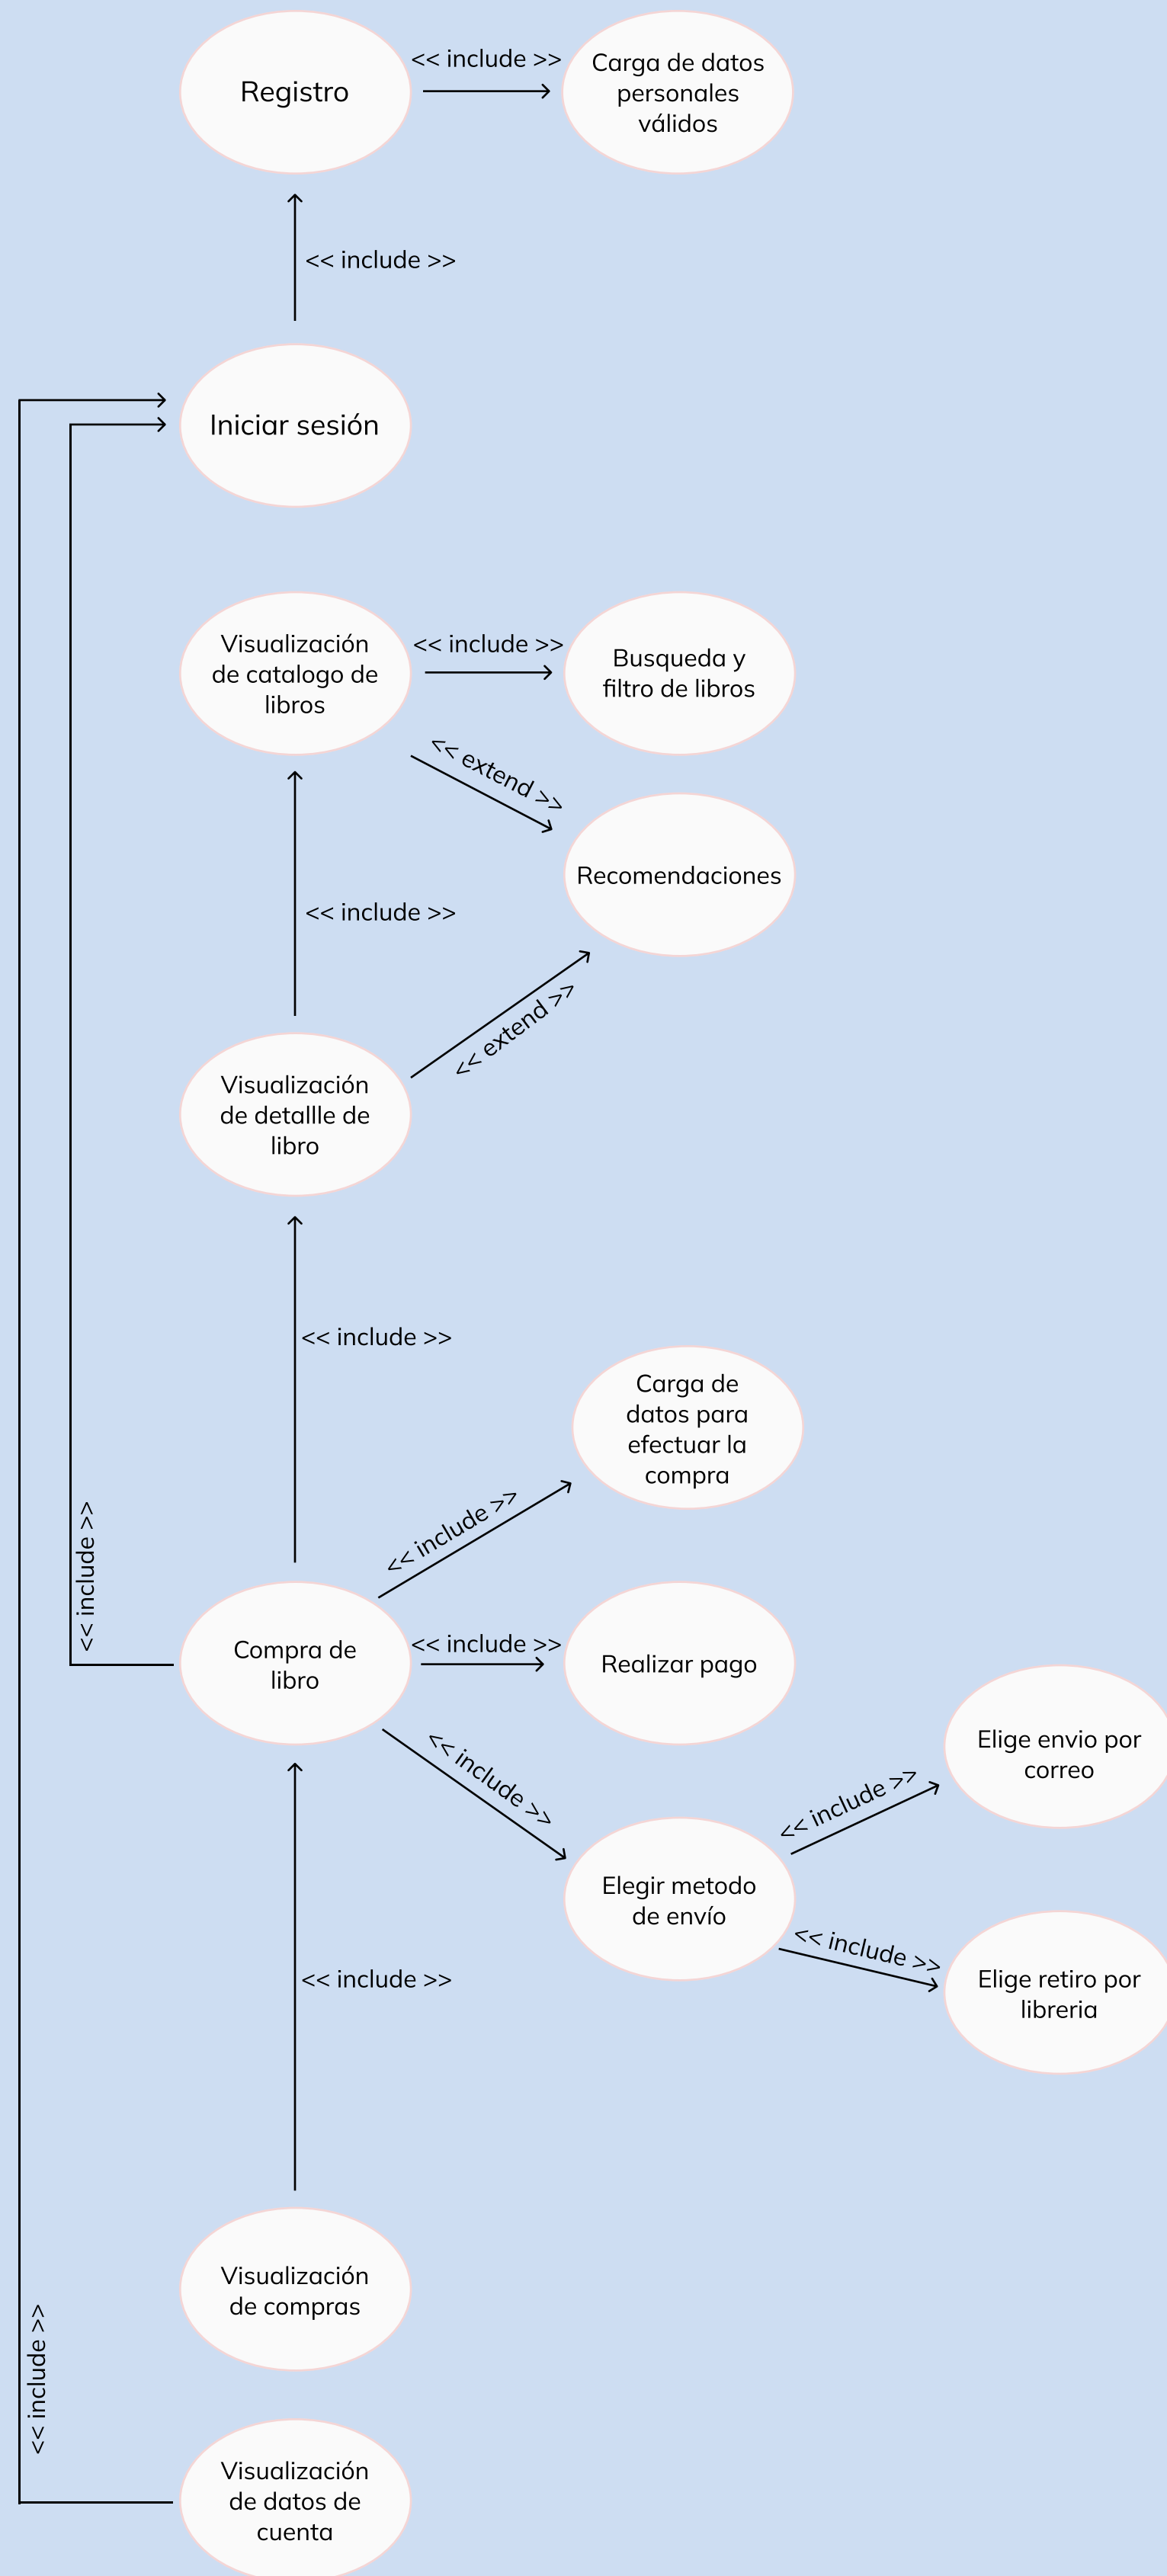 Registro
<< include >>
Carga de datos
personales
válidos
<< include >>
Iniciar sesión
Visualización
de catalogo de
libros
<< include >>
Busqueda y
filtro de libros
<< extend >>
Recomendaciones
<< include >>
<< extend >>
Visualización
de detallle de
libro
<< include >>
Carga de
datos para
efectuar la
compra
<< include >>
<< include >>
Compra de
libro
<< include >>
Realizar pago
<< include >>
Elegir metodo
de envío
<< include >>
Elige envio por
correo
<< include >>
Elige retiro por
libreria
<< include >>
Visualización
de compras
<< include >>
Visualización
de datos de
cuenta